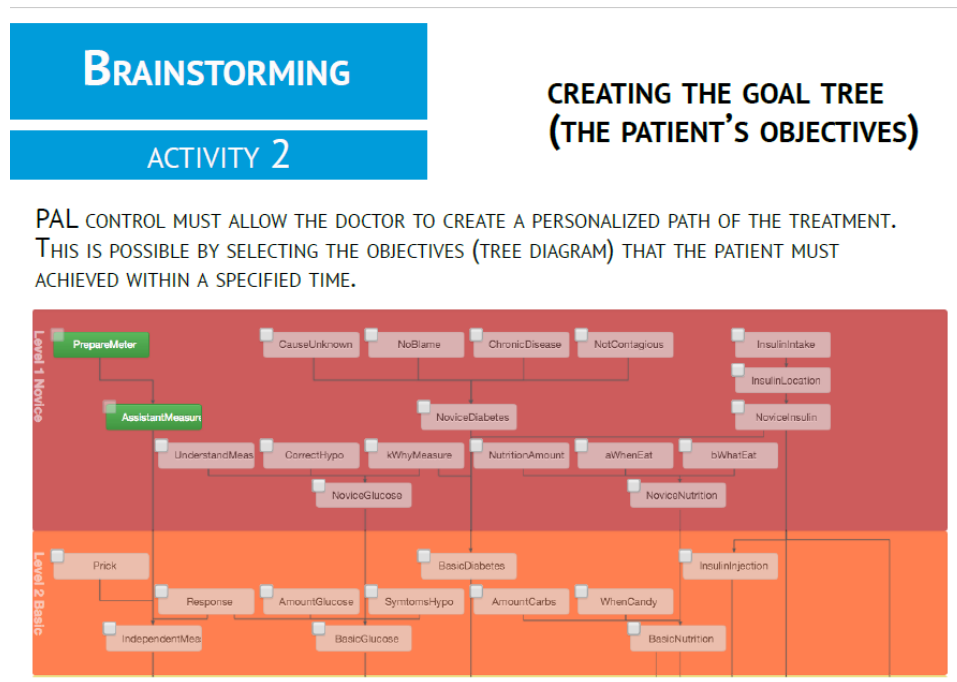 Brainstorming
activity 2
creating the goal tree
(the patient's objectives)
PAL control must allow the doctor to create a personalized path of the treatment.
This is possible by selecting the objectives (tree diagram) that the patient must
achieved within a specified time.
Level 1 Novice
PrepareMeter
CauseUnknown
NoBlame
ChronicDisease
NotContagious
InsulinIntake
InsulinLocation
AssistantMeasure
NoviceDiabetes
NoviceInsulin
UnderstandMeas
CorrectHypo
kWhyMeasure
NutritionAmount
aWhenEat
bWhatEat
NoviceGlucose
NoviceNutrition
Level 2 Basic
Prick
BasicDiabetes
InsulinInjection
Response
AmountGlucose
SymtomsHypo
AmountCarbs
WhenCandy
IndependentMeas
BasicGlucose
BasicNutrition